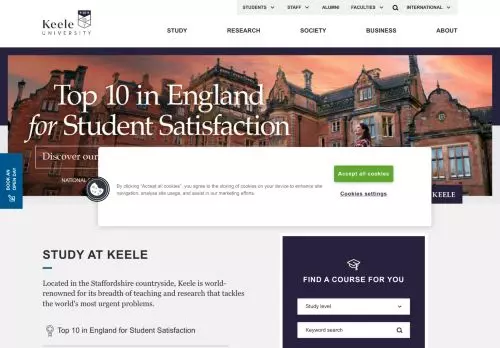 STUDENTS STAFF ALUMNI FACULTIES INTERNATIONAL
Keele
UNIVERSITY
STUDY RESEARCH SOCIETY BUSINESS ABOUT
Top 10 in England
for Student Satisfaction
Discover our
NATIONAL
KEELE
BOOK AN
OPEN DAY
By clicking "Accept all cookies", you agree to the storing of cookies on your device to enhance site
navigation, analyse site usage, and assist in our marketing efforts.
Accept all cookies
Cookies settings
STUDY AT KEELE
Located in the Staffordshire countryside, Keele is world-
renowned for its breadth of teaching and research that tackles
the world's most urgent problems.
Top 10 in England for Student Satisfaction
FIND A COURSE FOR YOU
Study level
Keyword search